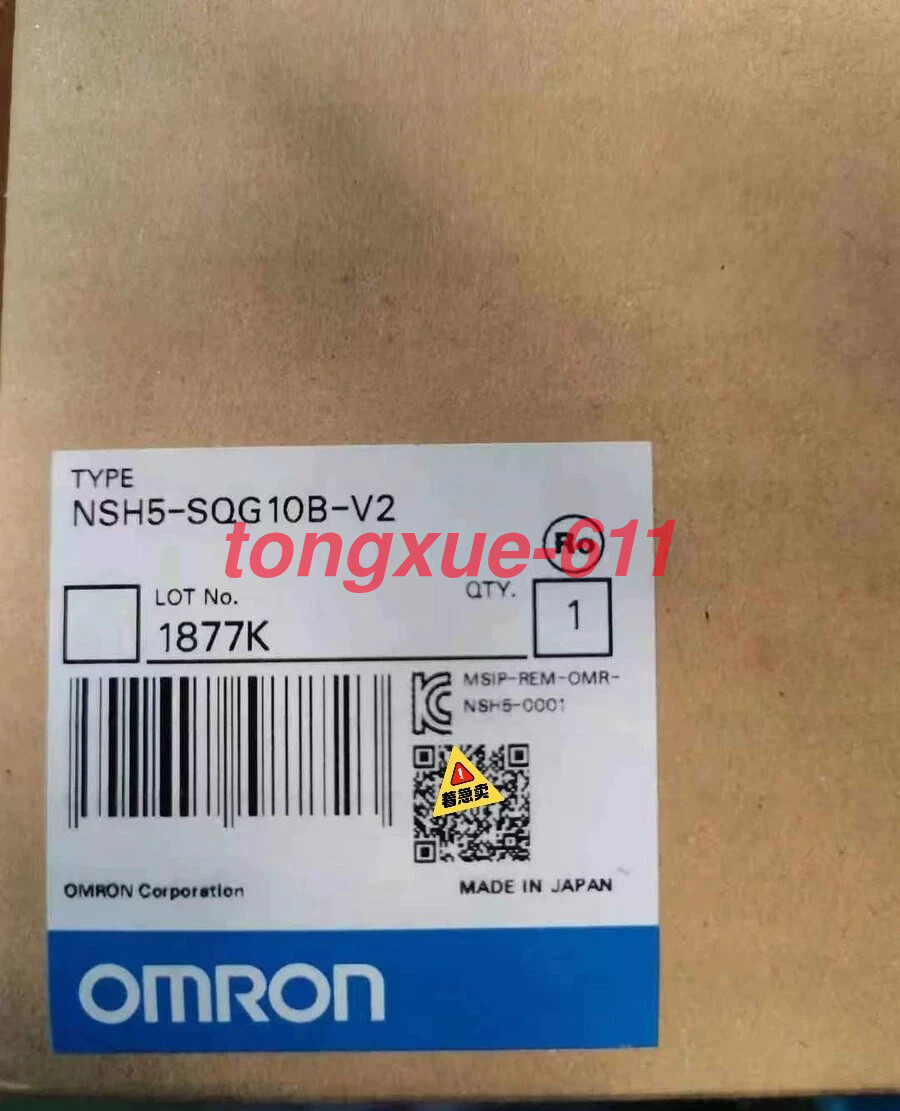 TYPE
NSH5-SQG10B-V2
tongxue-611
Ro
LOT No.
1877K
QTY.
1
MSIP-REM-OMR-
NSH5-0001
着急卖
OMRON Corporation
MADE IN JAPAN
OMRON